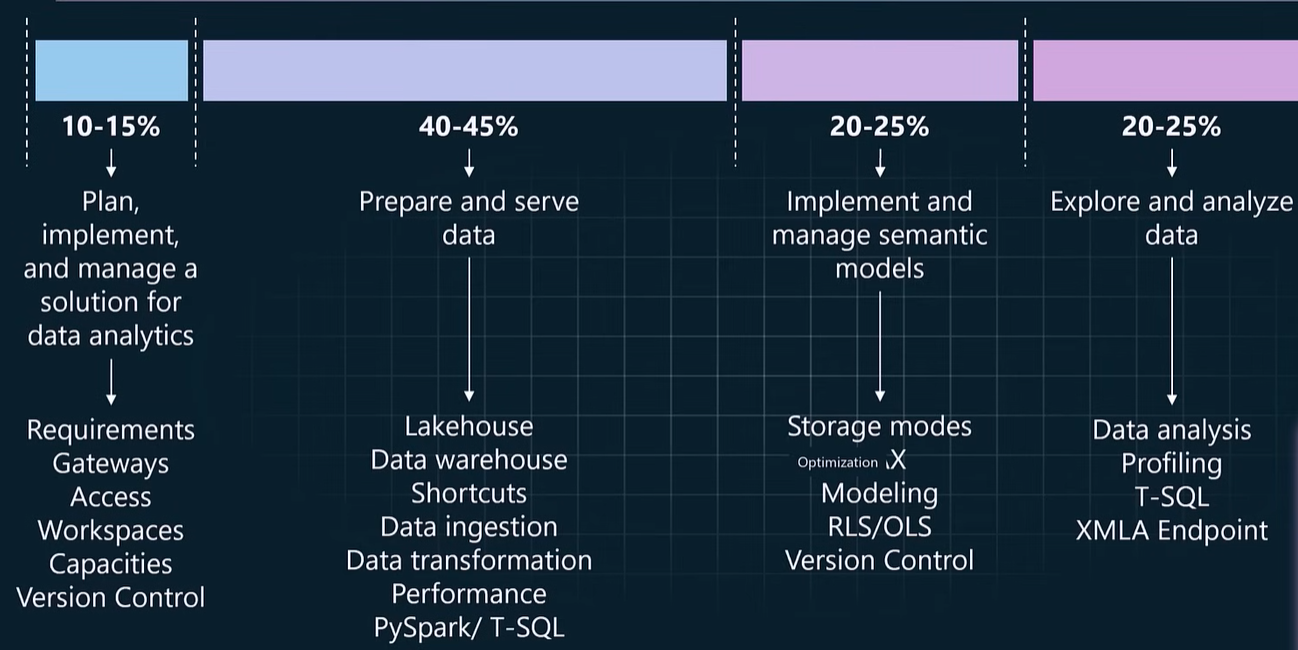 10-15%
Plan,
implement,
and manage a
solution for
data analytics
Requirements
Gateways
Access
Workspaces
Capacities
Version Control
40-45%
Prepare and serve
data
Lakehouse
Data warehouse
Shortcuts
Data ingestion
Data transformation
Performance
PySpark/ T-SQL
20-25%
Implement and
manage semantic
models
Storage modes
Optimization
Modeling
RLS/OLS
Version Control
20-25%
Explore and analyze
data
Data analysis
Profiling
T-SQL
XMLA Endpoint